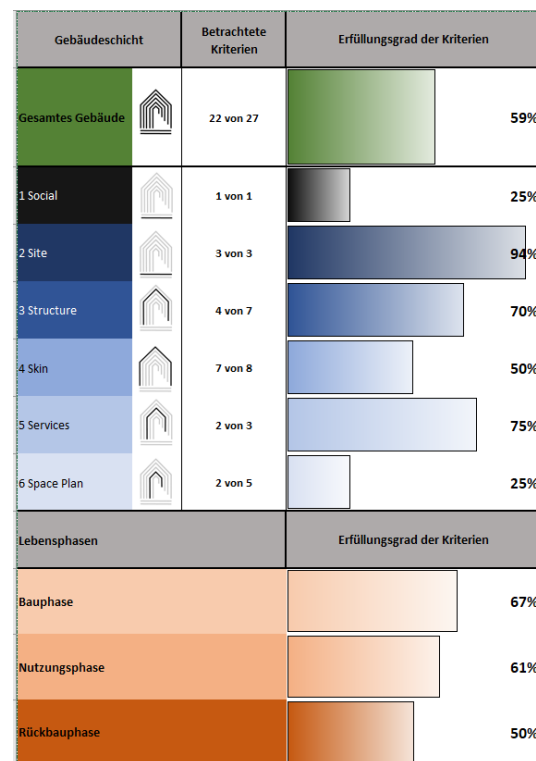 Gebäudeschicht
Betrachtete
Kriterien
Erfüllungsgrad der Kriterien
Gesamtes Gebäude
22 von 27
59%
1 Social
1 von 1
25%
2 Site
3 von 3
94%
3 Structure
4 von 7
70%
4 Skin
7 von 8
50%
5 Services
2 von 3
75%
6 Space Plan
2 von 5
25%
Lebensphasen
Erfüllungsgrad der Kriterien
Bauphase
67%
Nutzungsphase
61%
Rückbauphase
50%